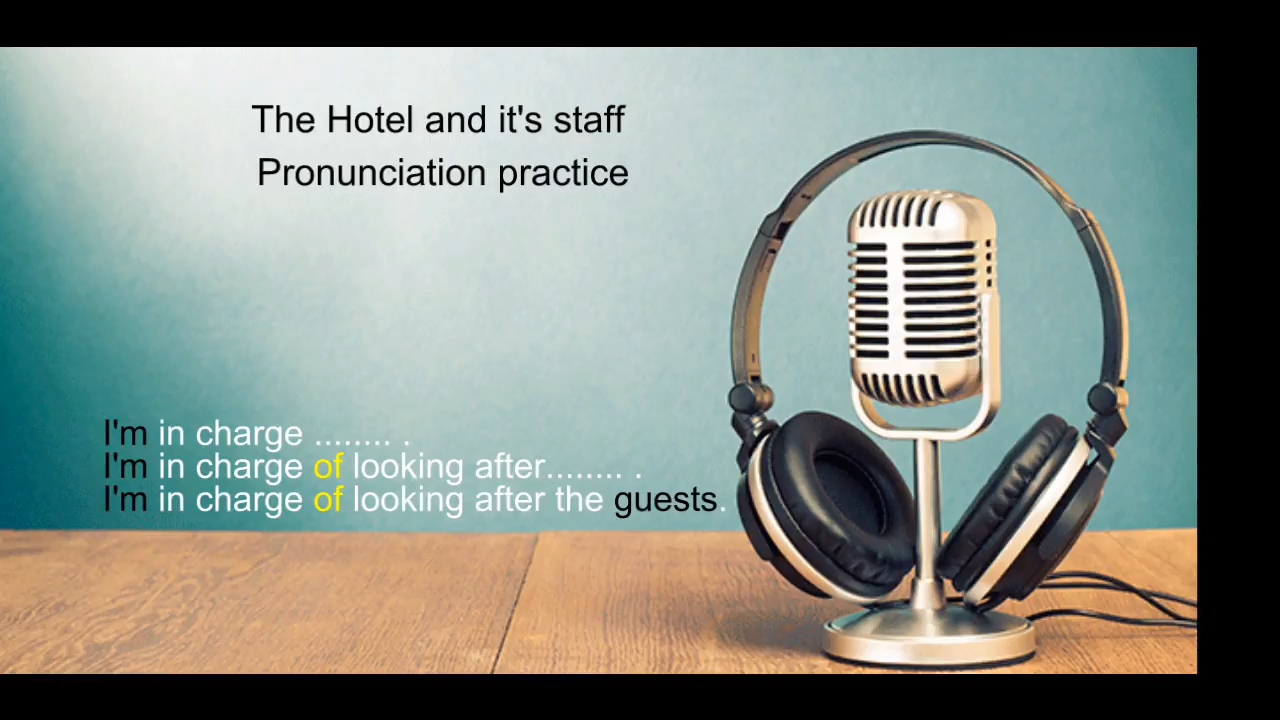 The Hotel and it's staff
Pronunciation practice
I'm in charge ........ .
I'm in charge of looking after........ .
I'm in charge of looking after the guests.